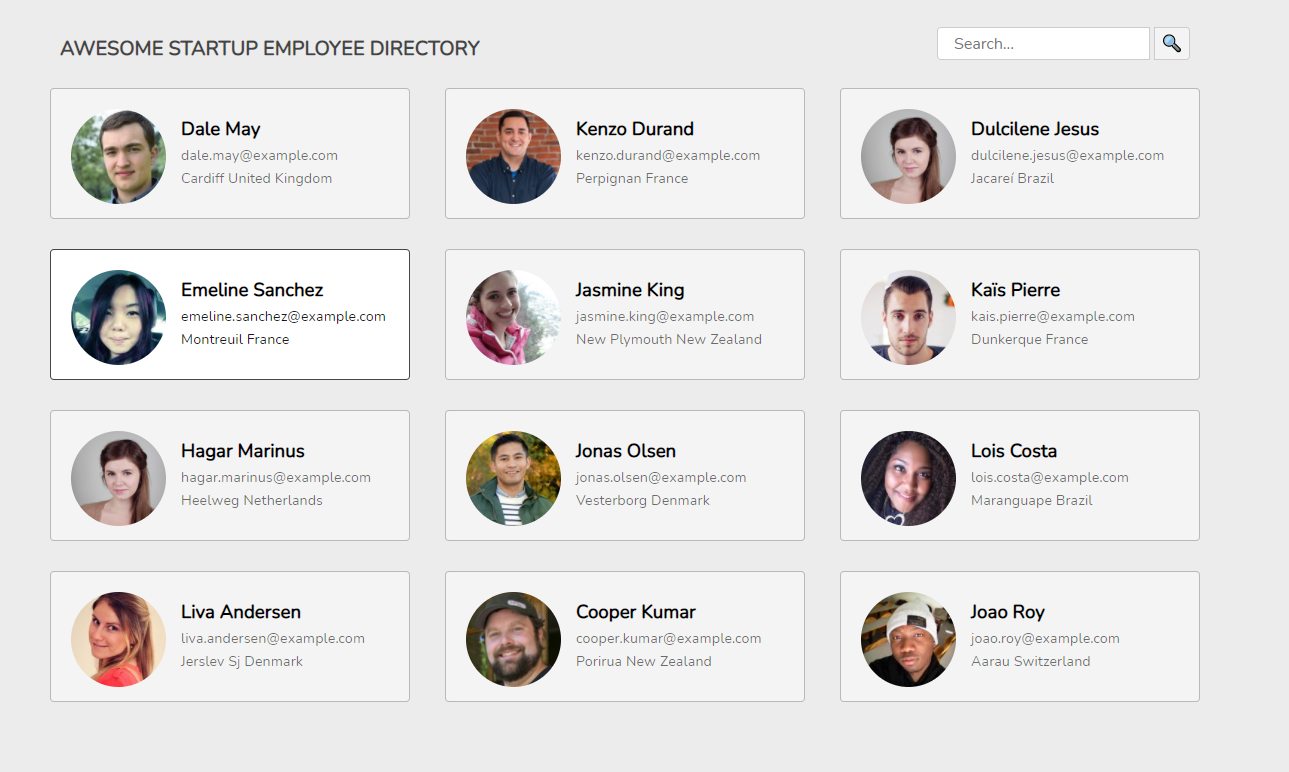 AWESOME STARTUP EMPLOYEE DIRECTORY
Search...
Dale May
dale.may@example.com
Cardiff United Kingdom
Kenzo Durand
kenzo.durand@example.com
Perpignan France
Dulcilene Jesus
dulcilene.jesus@example.com
Jacareí Brazil
Emeline Sanchez
emeline.sanchez@example.com
Montreuil France
Jasmine King
jasmine.king@example.com
New Plymouth New Zealand
Kaïs Pierre
kais.pierre@example.com
Dunkerque France
Hagar Marinus
hagar.marinus@example.com
Heelweg Netherlands
Jonas Olsen
jonas.olsen@example.com
Vesterborg Denmark
Lois Costa
lois.costa@example.com
Maranguape Brazil
Liva Andersen
liva.andersen@example.com
Jerslev Sj Denmark
Cooper Kumar
cooper.kumar@example.com
Porirua New Zealand
Joao Roy
joao.roy@example.com
Aarau Switzerland